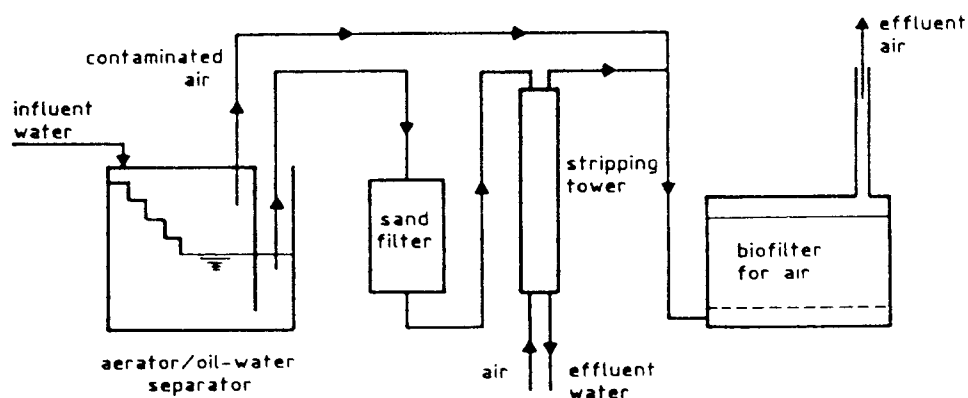 effluent
air
contaminated
air
influent
water
stripping
tower
sand
filter
biofilter
for air
aerator/oil-water
separator
air
effluent
water